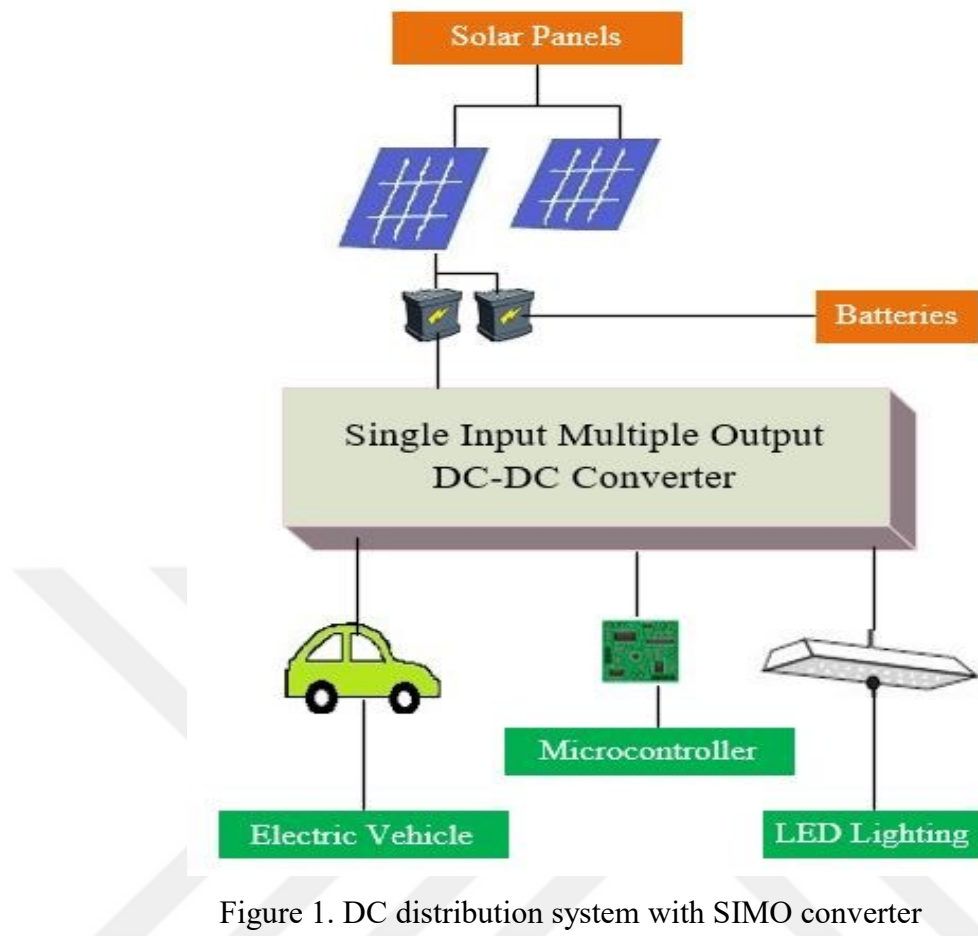 Solar Panels
Batteries
Single Input Multiple Output
DC-DC Converter
Microcontroller
Electric Vehicle
LED Lighting
Figure 1. DC distribution system with SIMO converter